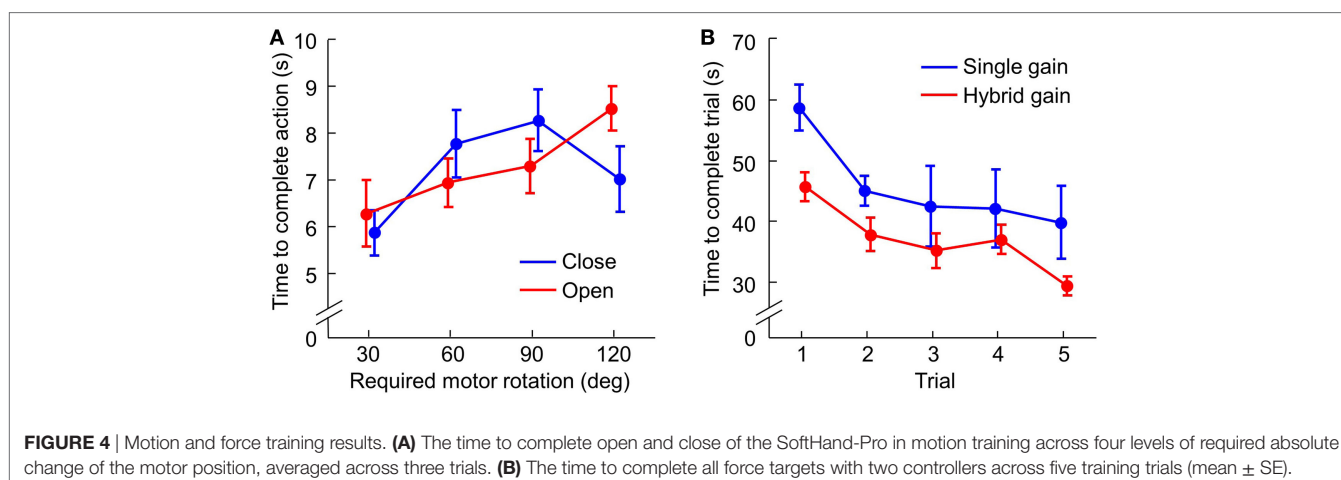 A
Time to complete action (s)
10
9
8
7
6
5
0
Close
Open
30 60 90 120
Required motor rotation (deg)
B
Time to complete trial (s)
70
60
50
40
30
0
Single gain
Hybrid gain
1 2 3 4 5
Trial
FIGURE 4 | Motion and force training results. (A) The time to complete open and close of the SoftHand-Pro in motion training across four levels of required absolute
change of the motor position, averaged across three trials. (B) The time to complete all force targets with two controllers across five training trials (mean ± SE).